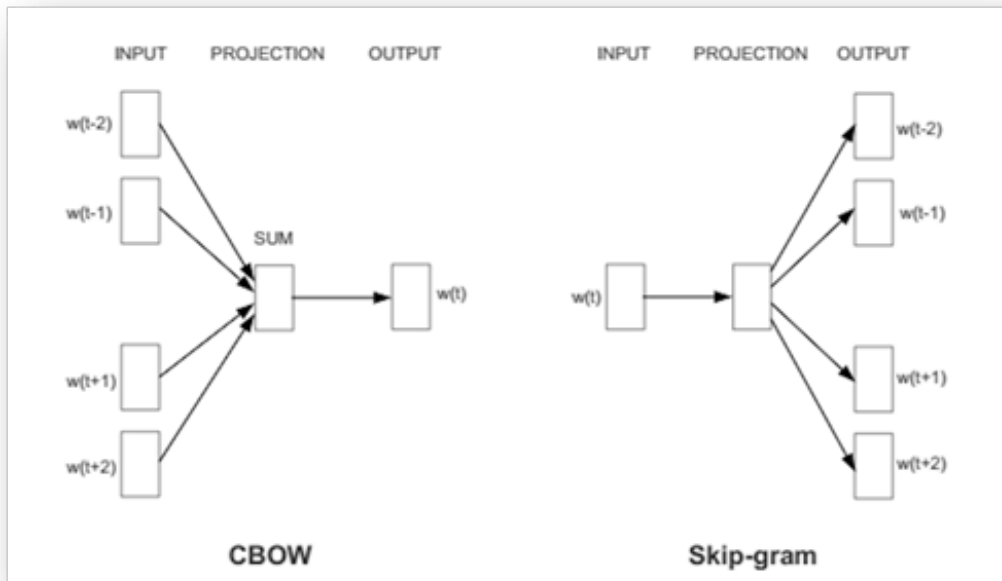 INPUT PROJECTION OUTPUT
w(t-2)
w(t-1)
SUM
w(t)
w(t+1)
w(t+2)
CBOW
INPUT PROJECTION OUTPUT
w(t-2)
w(t-1)
w(t)
w(t+1)
w(t+2)
Skip-gram